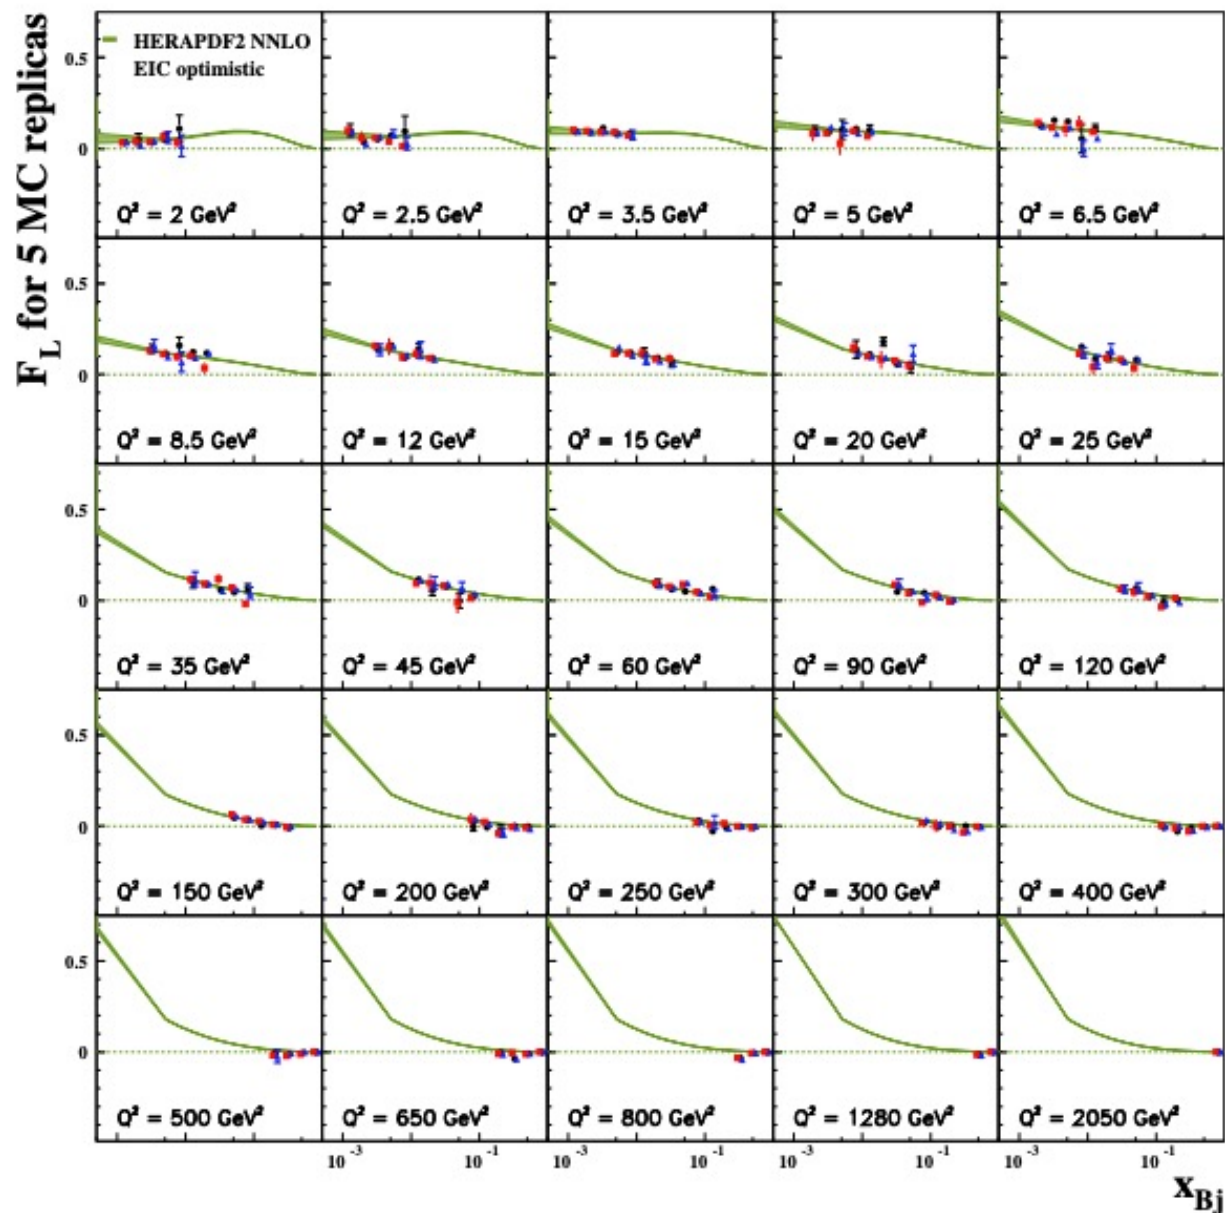 F_L for 5 MC replicas
HERAPDF2 NNLO
EIC optimistic
0.5
0
Q² = 2 GeV²
Q² = 2.5 GeV²
Q² = 3.5 GeV²
Q² = 5 GeV²
Q² = 6.5 GeV²
0.5
0
Q² = 8.5 GeV²
Q² = 12 GeV²
Q² = 15 GeV²
Q² = 20 GeV²
Q² = 25 GeV²
0.5
0
Q² = 35 GeV²
Q² = 45 GeV²
Q² = 60 GeV²
Q² = 90 GeV²
Q² = 120 GeV²
0.5
0
Q² = 150 GeV²
Q² = 200 GeV²
Q² = 250 GeV²
Q² = 300 GeV²
Q² = 400 GeV²
0.5
0
Q² = 500 GeV²
Q² = 650 GeV²
Q² = 800 GeV²
Q² = 1280 GeV²
Q² = 2050 GeV²
10⁻³ 10⁻¹ 10⁻³ 10⁻¹ 10⁻³ 10⁻¹ 10⁻³ 10⁻¹
x_Bj